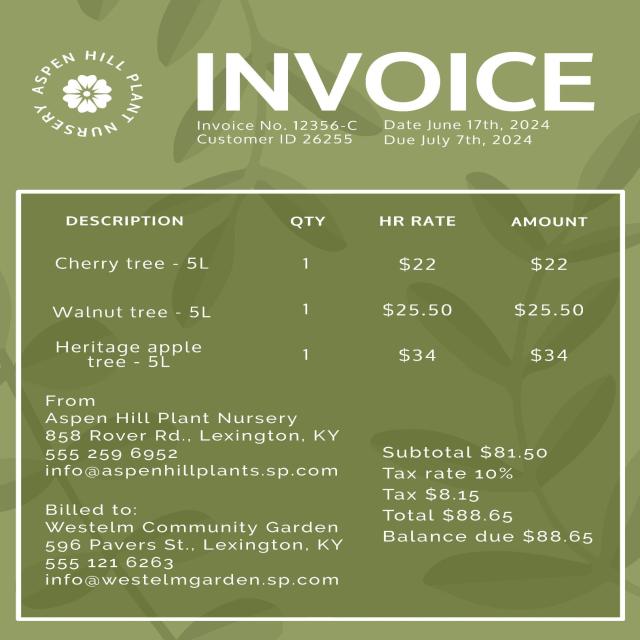 ASPEN HILL PLANT NURSERY
INVOICE
Invoice No. 12356-C
Customer ID 26255
Date June 17th, 2024
Due July 7th, 2024
DESCRIPTION QTY HR RATE AMOUNT
Cherry tree - 5L 1 $22 $22
Walnut tree - 5L 1 $25.50 $25.50
Heritage apple
tree - 5L 1 $34 $34
From
Aspen Hill Plant Nursery
858 Rover Rd., Lexington, KY
555 259 6952
info@aspenhillplants.sp.com
Billed to:
Westelm Community Garden
596 Pavers St., Lexington, KY
555 121 6263
info@westelmgarden.sp.com
Subtotal $81.50
Tax rate 10%
Tax $8.15
Total $88.65
Balance due $88.65